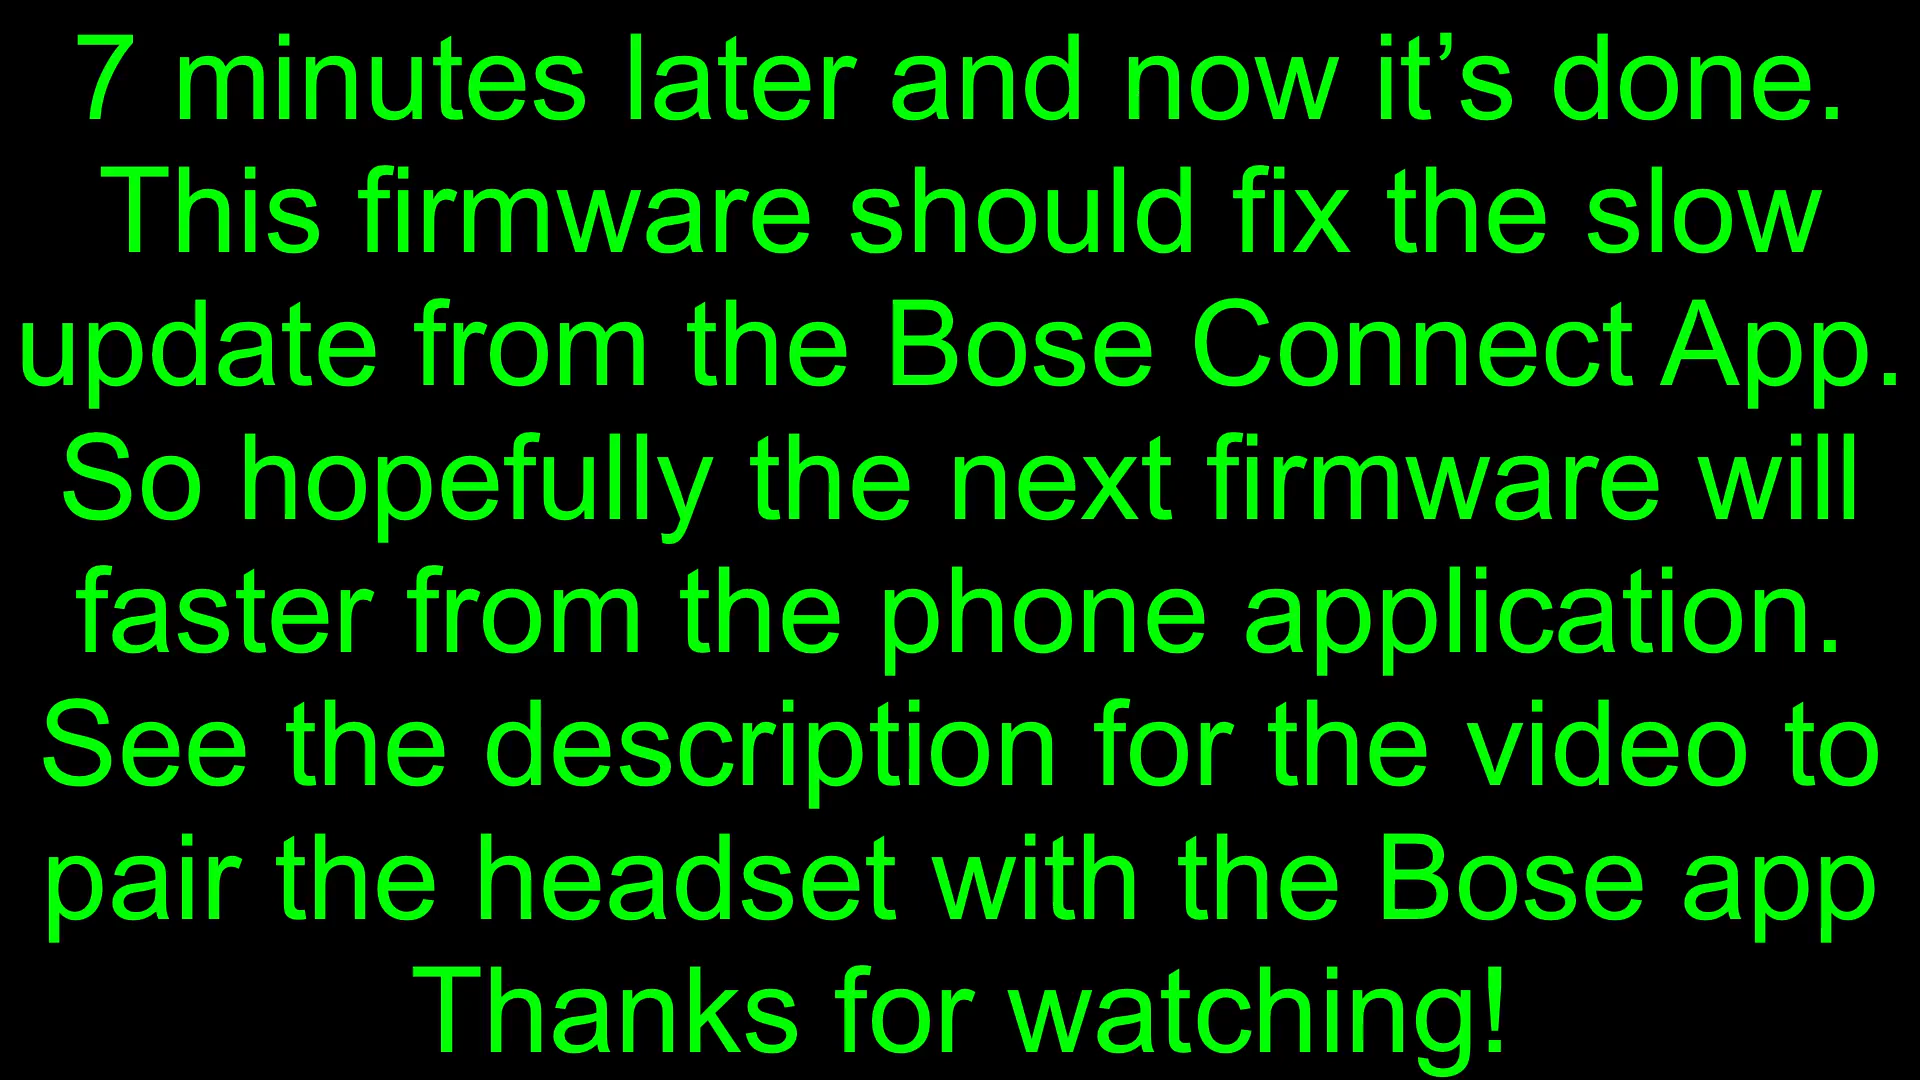 7 minutes later and now it’s done.
This firmware should fix the slow
update from the Bose Connect App.
So hopefully the next firmware will
faster from the phone application.
See the description for the video to
pair the headset with the Bose app
Thanks for watching!